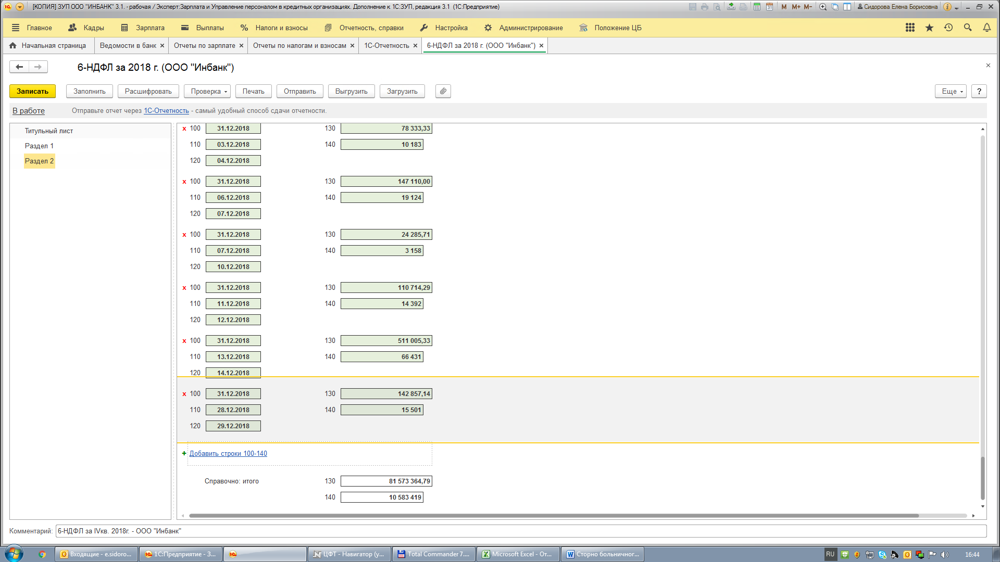 [КОПИЯ] ЗУП ООО "ИНБАНК" 3.1. - рабочая / Эксперт:Зарплата и Управление персоналом в кредитных организациях. Дополнение к 1С:ЗУП, редакция 3.1 (1С:Предприятие)
M M+ M- Сидорова Елена Борисовна
Главное Кадры Зарплата Выплаты Налоги и взносы Отчетность, справки Настройка Администрирование Положение ЦБ
Начальная страница Ведомости в банк × Отчеты по зарплате × Отчеты по налогам и взносам × 1С-Отчетность × 6-НДФЛ за 2018 г. (ООО "Инбанк") ×
6-НДФЛ за 2018 г. (ООО "Инбанк")
Записать Заполнить Расшифровать Проверка Печать Отправить Выгрузить Загрузить Еще ?
В работе Отправьте отчет через 1С-Отчетность - самый удобный способ сдачи отчетности.
Титульный лист
Раздел 1
Раздел 2
x 100 31.12.2018 130 78 333,33
110 03.12.2018 140 10 183
120 04.12.2018
x 100 31.12.2018 130 147 110,00
110 06.12.2018 140 19 124
120 07.12.2018
x 100 31.12.2018 130 24 285,71
110 07.12.2018 140 3 158
120 10.12.2018
x 100 31.12.2018 130 110 714,29
110 11.12.2018 140 14 392
120 12.12.2018
x 100 31.12.2018 130 511 005,33
110 13.12.2018 140 66 431
120 14.12.2018
x 100 31.12.2018 130 142 857,14
110 28.12.2018 140 15 501
120 29.12.2018
+ Добавить строки 100-140
Справочно: итого 130 81 573 364,79
140 10 583 419
Комментарий: 6-НДФЛ за IVкв. 2018г. - ООО "Инбанк"
Входящие - e.sidoro... 1С:Предприятие - З... ЦФТ - Навигатор (у... Total Commander 7.... Microsoft Excel - От... Сторно больничног... RU 16:44